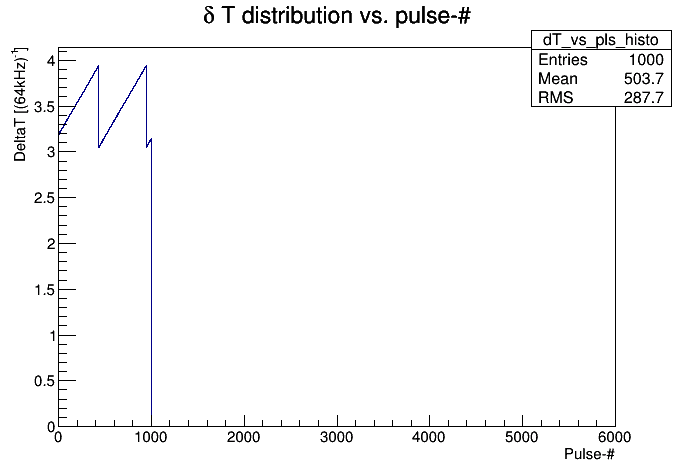 δ T distribution vs. pulse-#
dT_vs_pls_histo
Entries 1000
Mean 503.7
RMS 287.7
DeltaT [(64kHz)⁻¹]
4
3.5
3
2.5
2
1.5
1
0.5
0
0 1000 2000 3000 4000 5000 6000
Pulse-#